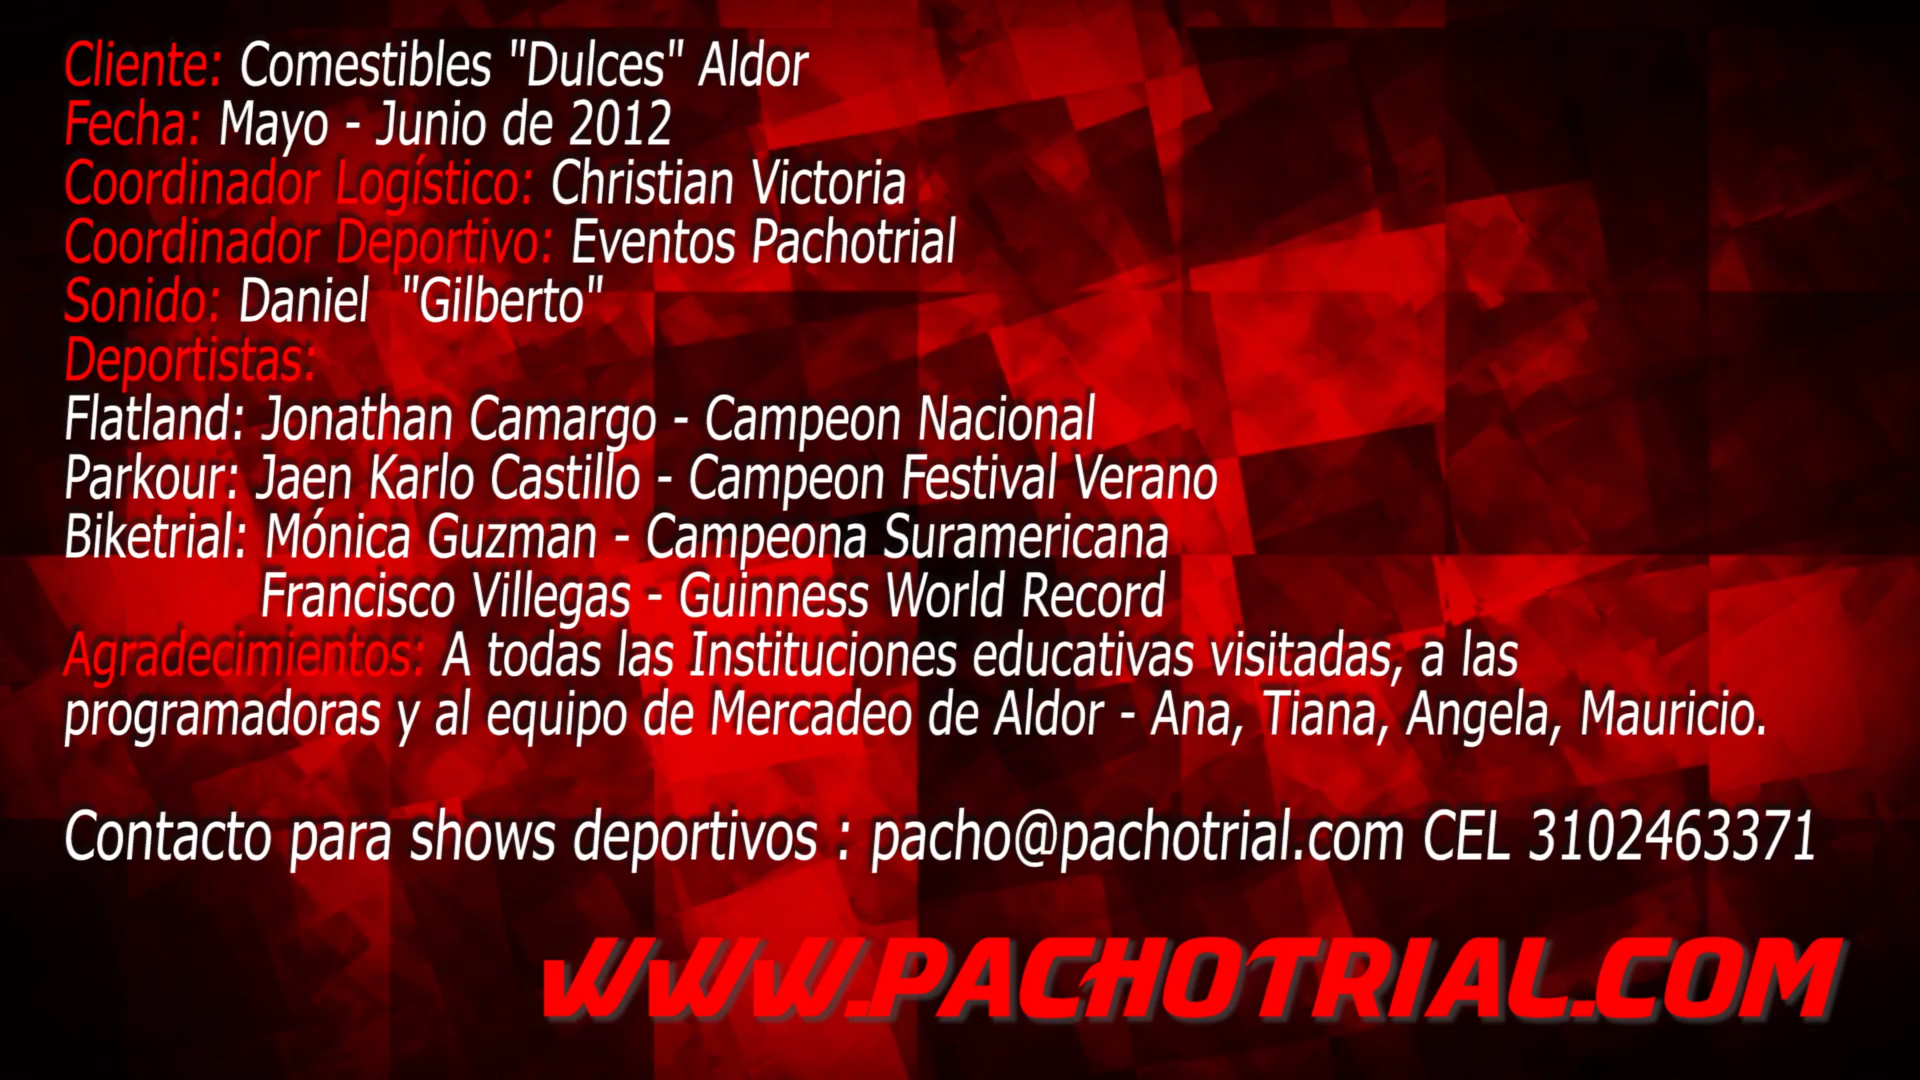 Cliente: Comestibles "Dulces" Aldor
Fecha: Mayo - Junio de 2012
Coordinador Logístico: Christian Victoria
Coordinador Deportivo: Eventos Pachotrial
Sonido: Daniel "Gilberto"
Deportistas:
Flatland: Jonathan Camargo - Campeon Nacional
Parkour: Jaen Karlo Castillo - Campeon Festival Verano
Biketrial: Mónica Guzman - Campeona Suramericana
Francisco Villegas - Guinness World Record
Agradecimientos: A todas las Instituciones educativas visitadas, a las
programadoras y al equipo de Mercadeo de Aldor - Ana, Tiana, Angela, Mauricio.
Contacto para shows deportivos : pacho@pachotrial.com CEL 3102463371
WWW.PACHOTRIAL.COM